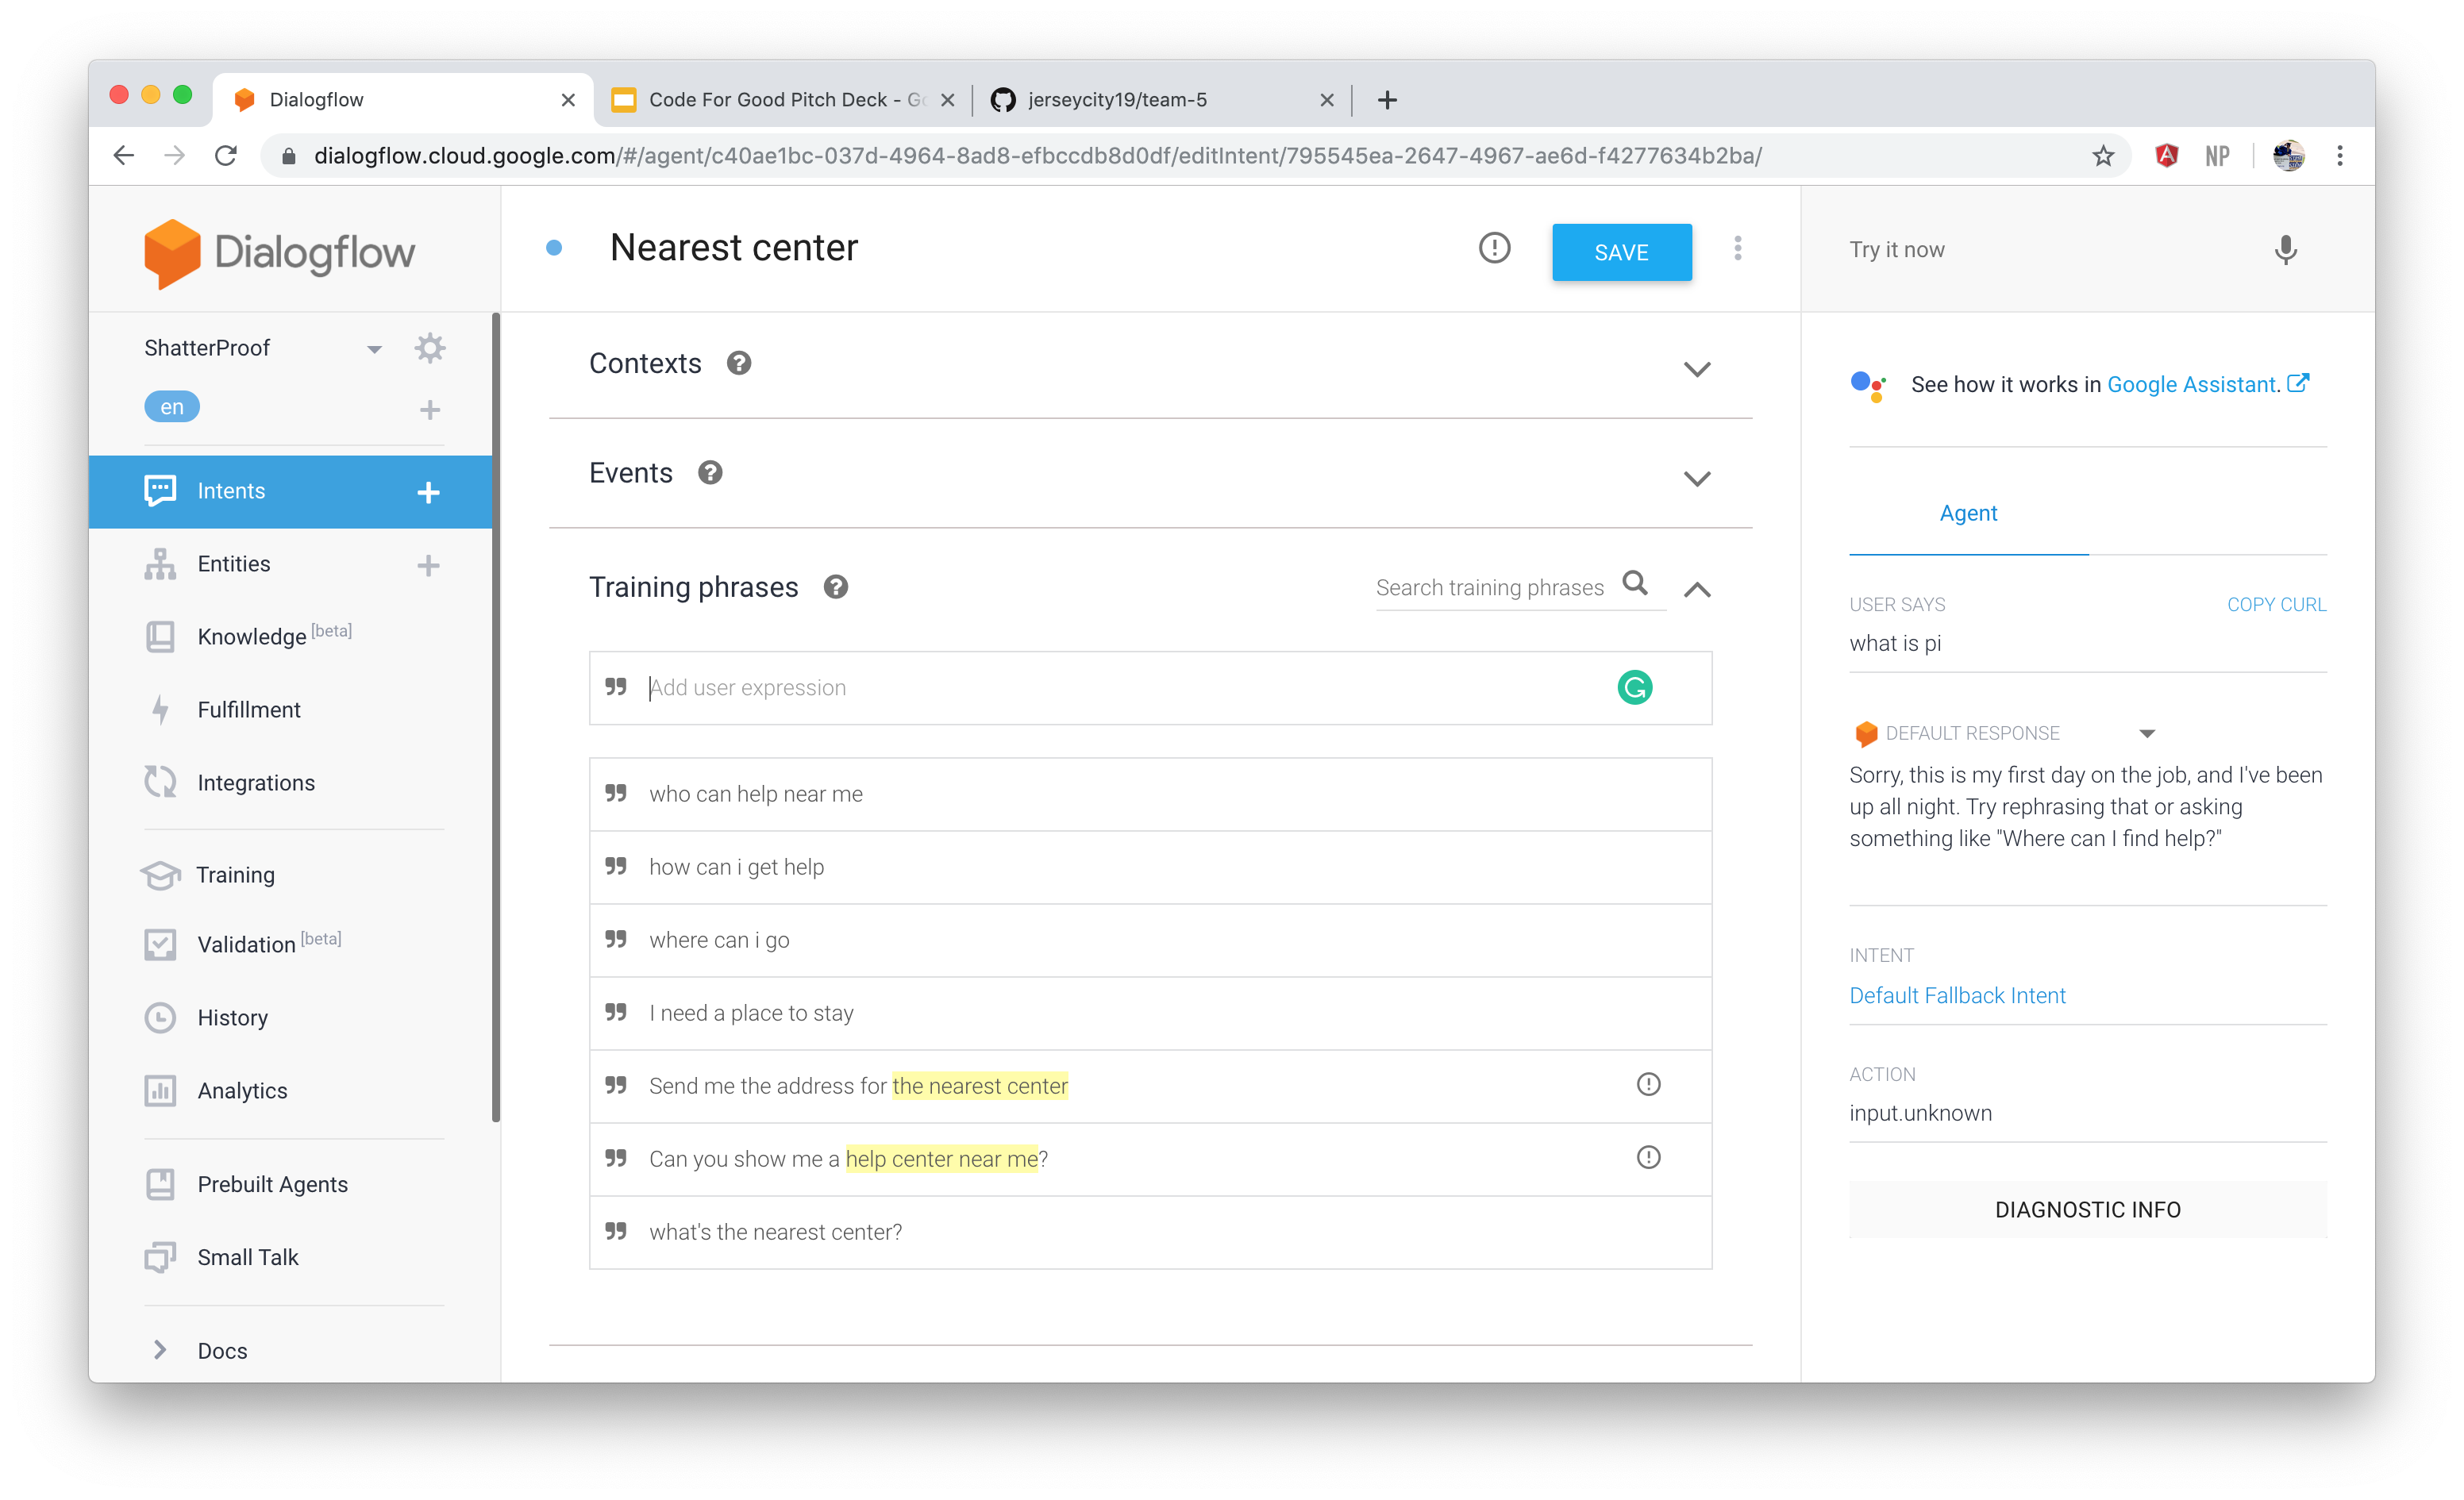 Dialogflow
Code For Good Pitch Deck - Go
jerseycity19/team-5
dialogflow.cloud.google.com/#/agent/c40ae1bc-037d-4964-8ad8-efbccdb8d0df/editIntent/795545ea-2647-4967-ae6d-f4277634b2ba/
NP
Dialogflow
ShatterProof
en
Intents
Entities
Knowledge [beta]
Fulfillment
Integrations
Training
Validation [beta]
History
Analytics
Prebuilt Agents
Small Talk
Docs
Nearest center
SAVE
Contexts
Events
Training phrases
Search training phrases
Add user expression
who can help near me
how can i get help
where can i go
I need a place to stay
Send me the address for the nearest center
Can you show me a help center near me?
what's the nearest center?
Try it now
See how it works in Google Assistant.
Agent
USER SAYS
COPY CURL
what is pi
DEFAULT RESPONSE
Sorry, this is my first day on the job, and I've been
up all night. Try rephrasing that or asking
something like "Where can I find help?"
INTENT
Default Fallback Intent
ACTION
input.unknown
DIAGNOSTIC INFO